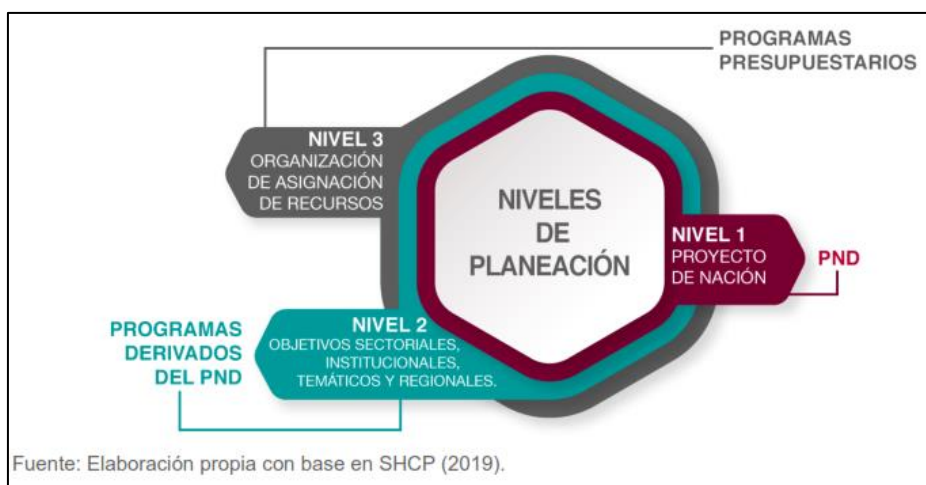 PROGRAMAS
PRESUPUESTARIOS
NIVEL 3
ORGANIZACIÓN
DE ASIGNACIÓN
DE RECURSOS
NIVELES
DE
PLANEACIÓN
NIVEL 1
PROYECTO
DE NACIÓN
PND
PROGRAMAS
DERIVADOS
DEL PND
NIVEL 2
OBJETIVOS SECTORIALES,
INSTITUCIONALES,
TEMÁTICOS Y REGIONALES.
Fuente: Elaboración propia con base en SHCP (2019).